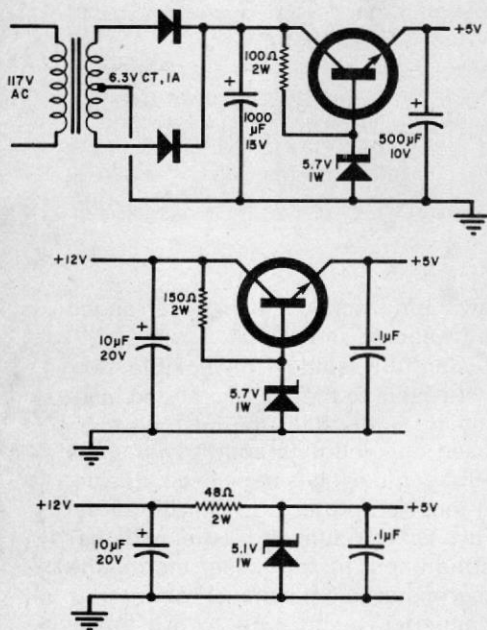 117V
AC
6.3V CT, 1A
+
1000
µF
15V
100Ω
2W
5.7V
1W
+5V
+
500µF
10V
+12V
+
10µF
20V
150Ω
2W
5.7V
1W
+5V
.1µF
+12V
+
10µF
20V
48Ω
2W
5.1V
1W
+5V
.1µF